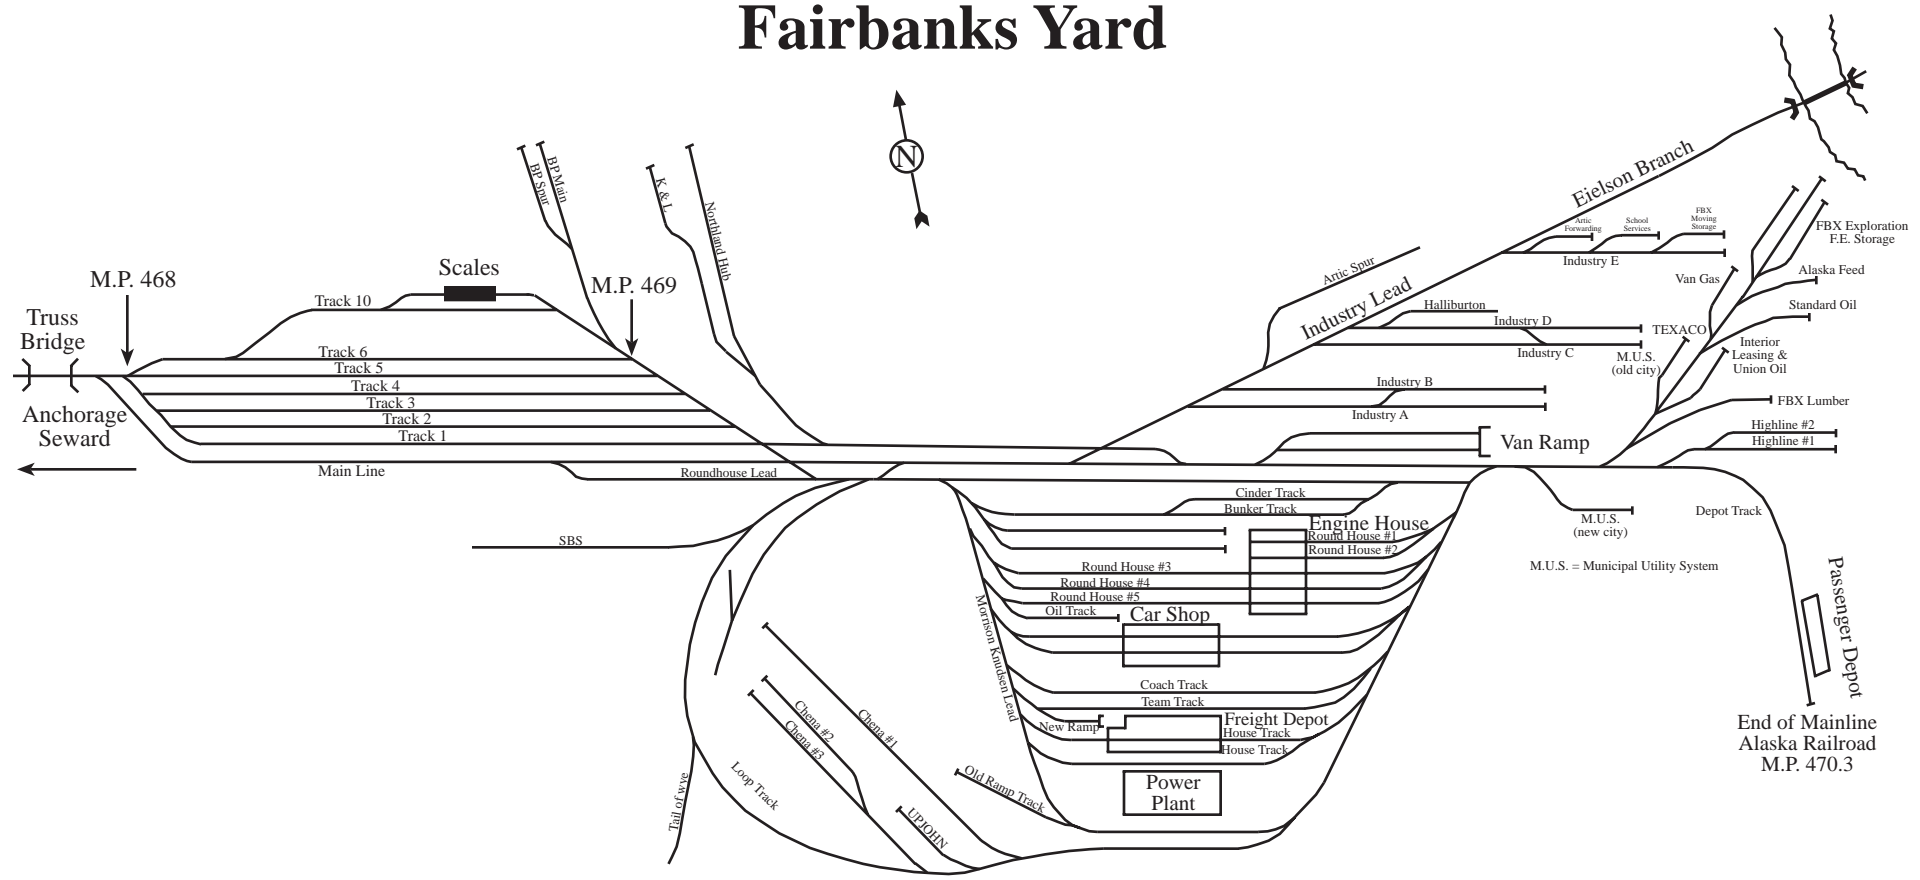 Fairbanks Yard
N
BP Spur
BP Main
K & L
Northland Hub
Scales
M.P. 468
M.P. 469
Truss
Bridge
Track 10
Track 6
Track 5
Track 4
Track 3
Track 2
Track 1
Main Line
Roundhouse Lead
Anchorage
Seward
Eielson Branch
Industry Lead
Artic Spur
Artic
Forwarding
School
Services
FBX
Moving
Storage
Industry E
Halliburton
Industry D
Industry C
Industry B
Industry A
Van Ramp
FBX Exploration
F.E. Storage
Van Gas
Alaska Feed
Standard Oil
TEXACO
M.U.S.
(old city)
Interior
Leasing &
Union Oil
FBX Lumber
Highline #2
Highline #1
SBS
Cinder Track
Bunker Track
Engine House
Round House #1
Round House #2
Round House #3
Round House #4
Round House #5
Oil Track
Car Shop
Morrison Knudsen Lead
Coach Track
Team Track
New Ramp
Freight Depot
House Track
House Track
Power
Plant
Old Ramp Track
Chena #1
Chena #2
Chena #3
UPJOHN
Loop Track
Tail of wye
M.U.S.
(new city)
Depot Track
M.U.S. = Municipal Utility System
Passenger Depot
End of Mainline
Alaska Railroad
M.P. 470.3